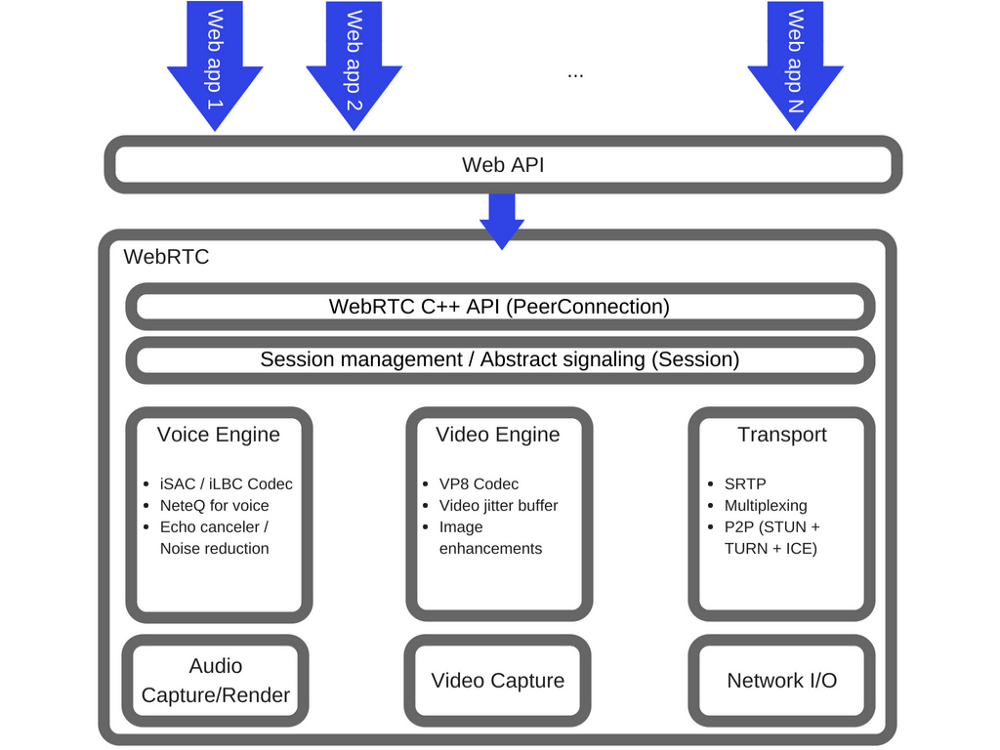 Web app 1
Web app 2
...
Web app N
Web API
WebRTC
WebRTC C++ API (PeerConnection)
Session management / Abstract signaling (Session)
Voice Engine
• iSAC / iLBC Codec
• NeteQ for voice
• Echo canceler /
Noise reduction
Video Engine
• VP8 Codec
• Video jitter buffer
• Image
enhancements
Transport
• SRTP
• Multiplexing
• P2P (STUN +
TURN + ICE)
Audio
Capture/Render
Video Capture
Network I/O